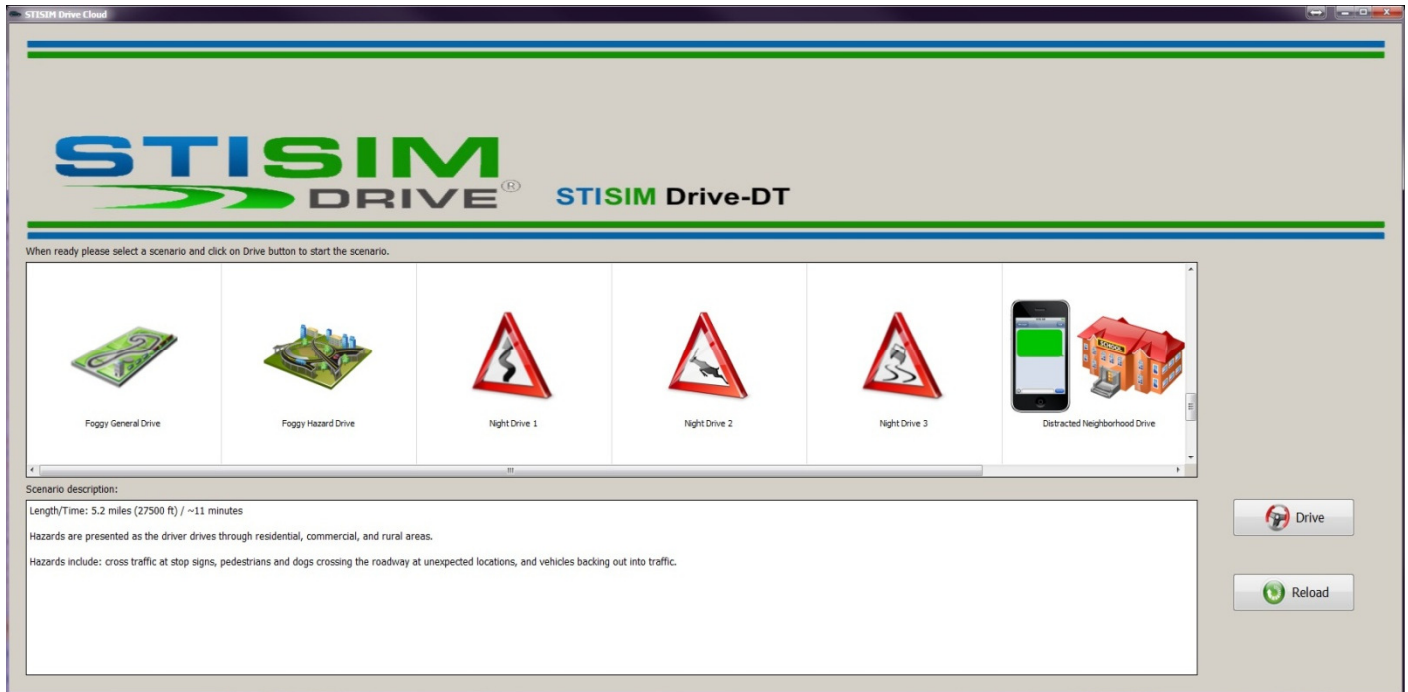 STISIM Drive Cloud
STISIM
DRIVE®
STISIM Drive-DT
When ready please select a scenario and click on Drive button to start the scenario.
SCHOOL
Foggy General Drive
Foggy Hazard Drive
Night Drive 1
Night Drive 2
Night Drive 3
Distracted Neighborhood Drive
Scenario description:
Length/Time: 5.2 miles (27500 ft) / ~11 minutes
Drive
Hazards are presented as the driver drives through residential, commercial, and rural areas.
Hazards include: cross traffic at stop signs, pedestrians and dogs crossing the roadway at unexpected locations, and vehicles backing out into traffic.
Reload